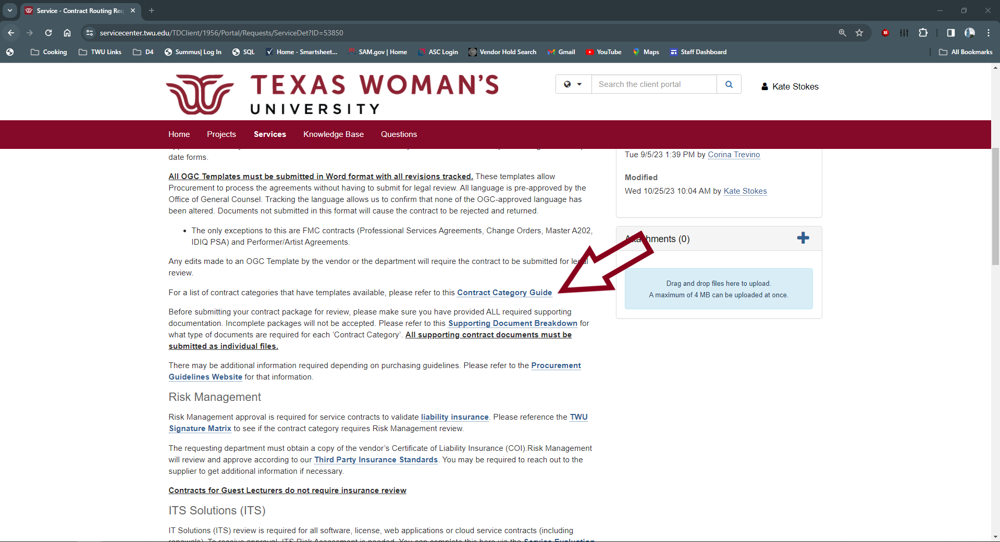 Service - Contract Routing Req
servicecenter.twu.edu/TDClient/1956/Portal/Requests/ServiceDet?ID=53850
Cooking
TWU Links
D4
Summus| Log In
SQL
Home - Smartsheet...
SAM.gov | Home
ASC Login
Vendor Hold Search
Gmail
YouTube
Maps
Staff Dashboard
All Bookmarks
TEXAS WOMAN'S
UNIVERSITY
Search the client portal
Kate Stokes
Home
Projects
Services
Knowledge Base
Questions
date forms.
All OGC Templates must be submitted in Word format with all revisions tracked. These templates allow
Procurement to process the agreements without having to submit for legal review. All language is pre-approved by the
Office of General Counsel. Tracking the language allows us to confirm that none of the OGC-approved language has
been altered. Documents not submitted in this format will cause the contract to be rejected and returned.
• The only exceptions to this are FMC contracts (Professional Services Agreements, Change Orders, Master A202,
IDIQ PSA) and Performer/Artist Agreements.
Any edits made to an OGC Template by the vendor or the department will require the contract to be submitted for legal
review.
For a list of contract categories that have templates available, please refer to this Contract Category Guide
Before submitting your contract package for review, please make sure you have provided ALL required supporting
documentation. Incomplete packages will not be accepted. Please refer to this Supporting Document Breakdown for
what type of documents are required for each ‘Contract Category’. All supporting contract documents must be
submitted as individual files.
There may be additional information required depending on purchasing guidelines. Please refer to the Procurement
Guidelines Website for that information.
Risk Management
Risk Management approval is required for service contracts to validate liability insurance. Please reference the TWU
Signature Matrix to see if the contract category requires Risk Management review.
The requesting department must obtain a copy of the vendor’s Certificate of Liability Insurance (COI).Risk Management
will review and approve according to our Third Party Insurance Standards. You may be required to reach out to the
supplier to get additional information if necessary.
Contracts for Guest Lecturers do not require insurance review
ITS Solutions (ITS)
IT Solutions (ITS) review is required for all software, license, web applications or cloud service contracts (including
renewals). To receive approval, ITS Risk Assessment is needed. You can complete this here via the Service Evaluation
Tue 9/5/23 1:39 PM by Corina Trevino
Modified
Wed 10/25/23 10:04 AM by Kate Stokes
Attachments (0)
Drag and drop files here to upload.
A maximum of 4 MB can be uploaded at once.